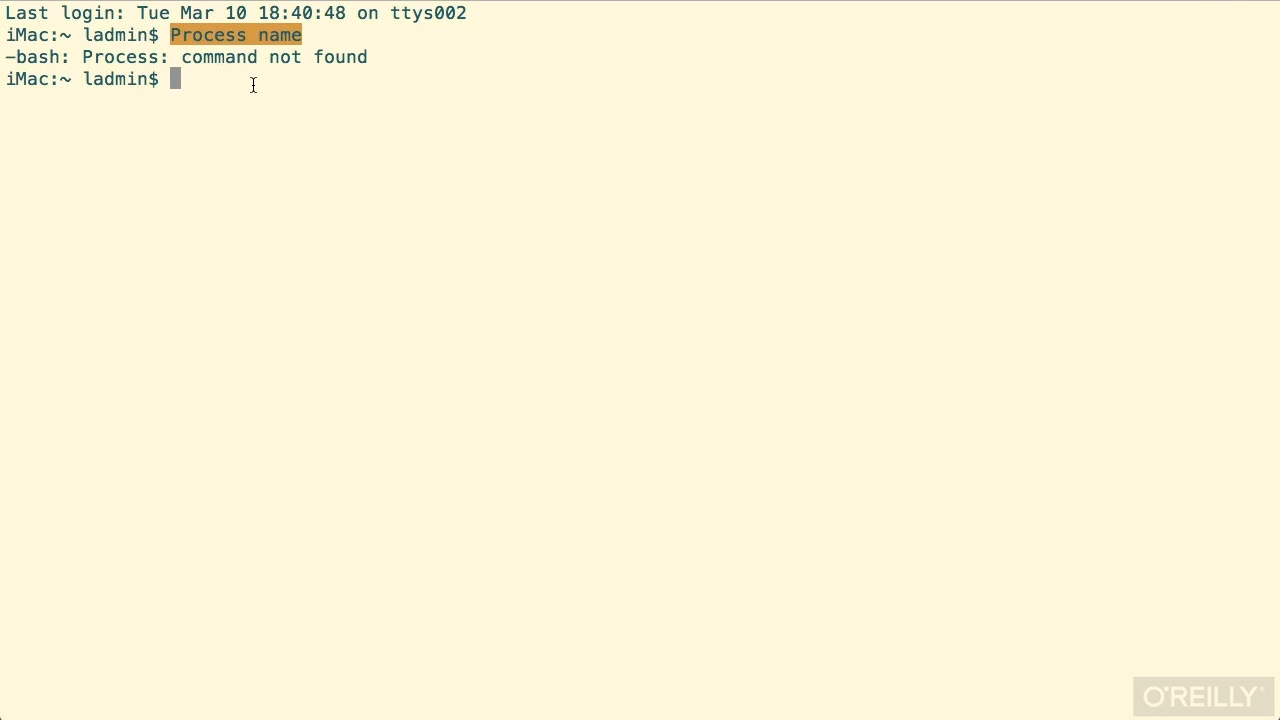 Last login: Tue Mar 10 18:40:48 on ttys002
iMac:~ ladmin$ Process name
-bash: Process: command not found
iMac:~ ladmin$
O'REILLY®